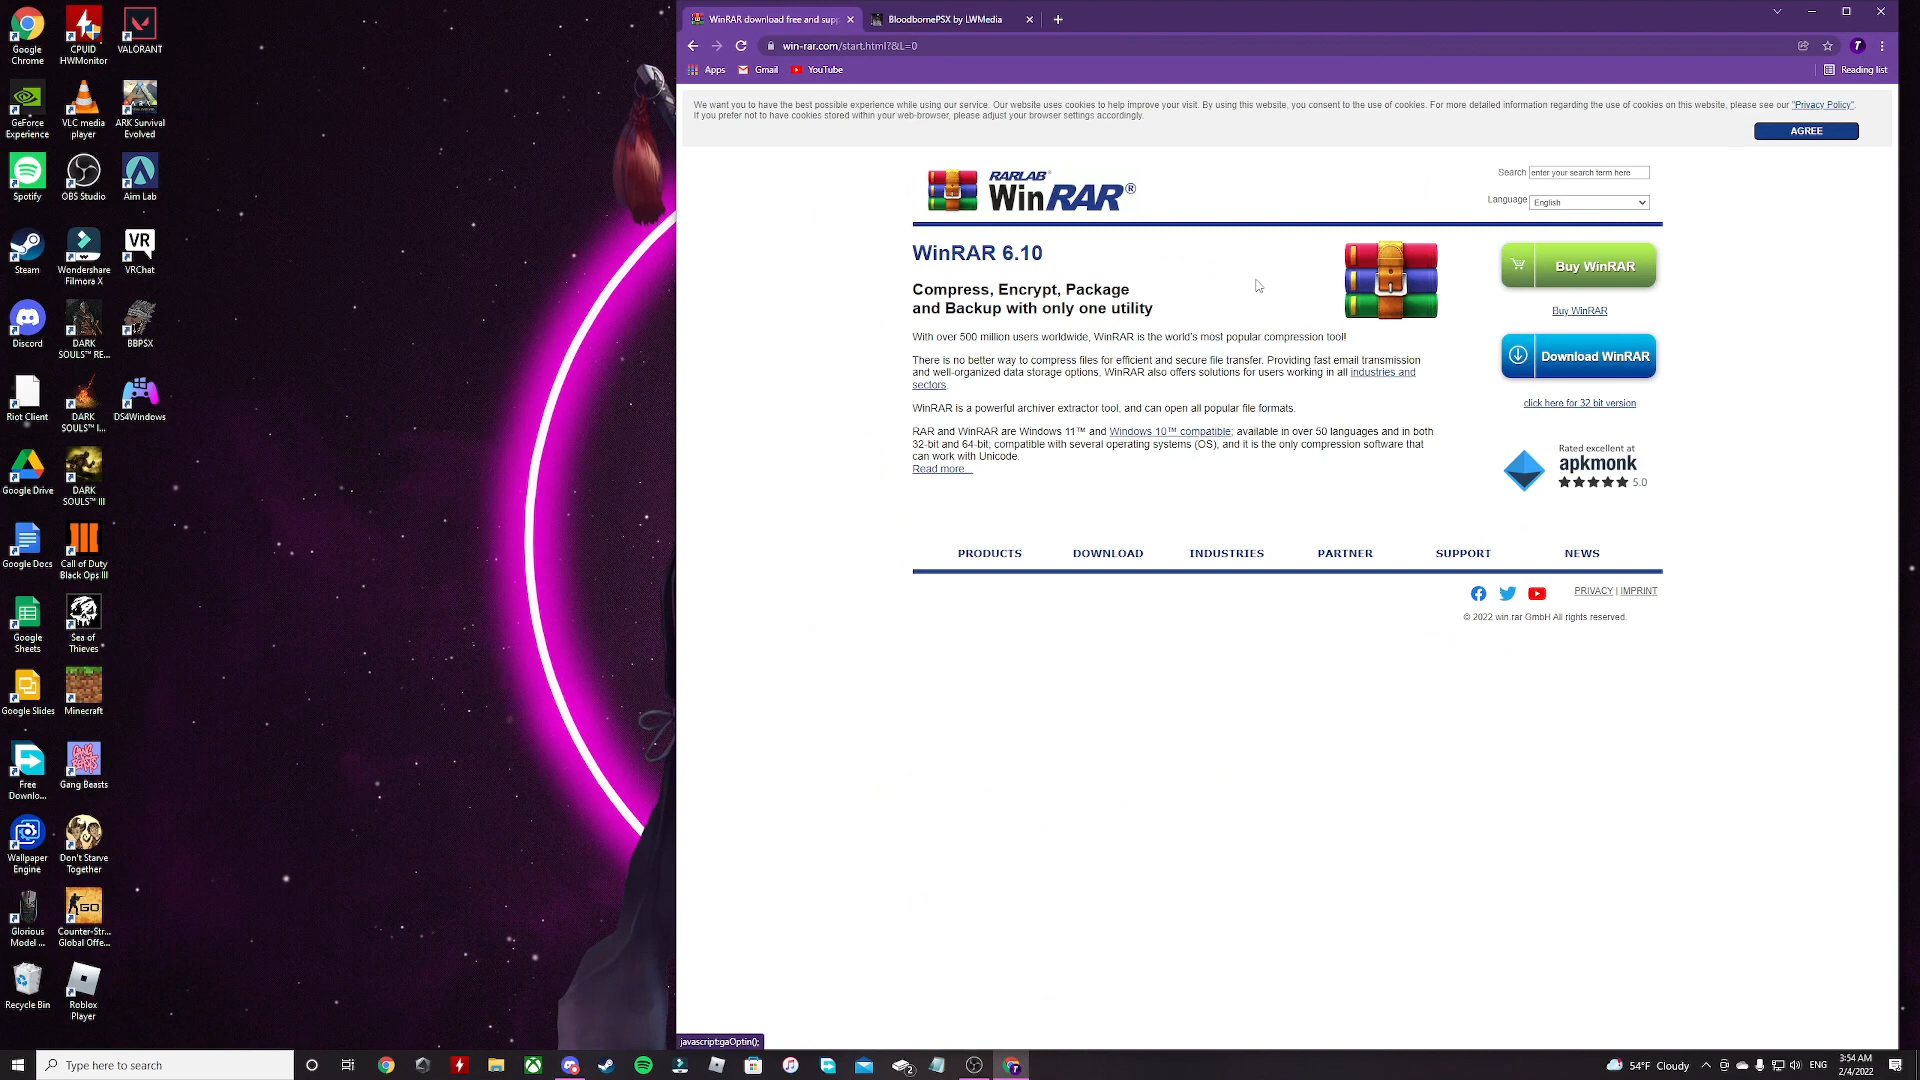 Google Chrome
CPUID HWMonitor
VALORANT
GeForce Experience
VLC media player
ARK Survival Evolved
Spotify
OBS Studio
Aim Lab
Steam
Wondershare Filmora X
VRChat
Discord
DARK SOULS™ RE...
BBPSX
Riot Client
DARK SOULS™ I...
DS4Windows
Google Drive
DARK SOULS™ III
Google Docs
Call of Duty Black Ops III
Google Sheets
Sea of Thieves
Google Slides
Minecraft
Free Downlo...
Gang Beasts
Wallpaper Engine
Don't Starve Together
Glorious Model ...
Counter-Str... Global Offe...
Recycle Bin
Roblox Player
WinRAR download free and supp
BloodbornePSX by LWMedia
win-rar.com/start.html?&L=0
Apps
Gmail
YouTube
Reading list
We want you to have the best possible experience while using our service. Our website uses cookies to help improve your visit. By using this website, you consent to the use of cookies. For more detailed information regarding the use of cookies on this website, please see our "Privacy Policy".
If you prefer not to have cookies stored within your web-browser, please adjust your browser settings accordingly.
AGREE
RARLAB®
WinRAR®
Search enter your search term here
Language English
WinRAR 6.10
Compress, Encrypt, Package
and Backup with only one utility
With over 500 million users worldwide, WinRAR is the world's most popular compression tool!
There is no better way to compress files for efficient and secure file transfer. Providing fast email transmission
and well-organized data storage options, WinRAR also offers solutions for users working in all industries and
sectors.
WinRAR is a powerful archiver extractor tool, and can open all popular file formats.
RAR and WinRAR are Windows 11™ and Windows 10™ compatible; available in over 50 languages and in both
32-bit and 64-bit; compatible with several operating systems (OS), and it is the only compression software that
can work with Unicode.
Read more...
Buy WinRAR
Buy WinRAR
Download WinRAR
click here for 32 bit version
Rated excellent at
apkmonk
5.0
PRODUCTS DOWNLOAD INDUSTRIES PARTNER SUPPORT NEWS
PRIVACY | IMPRINT
© 2022 win.rar GmbH All rights reserved.
javascript:gaOptin();
Type here to search
54°F Cloudy
ENG
3:54 AM
2/4/2022